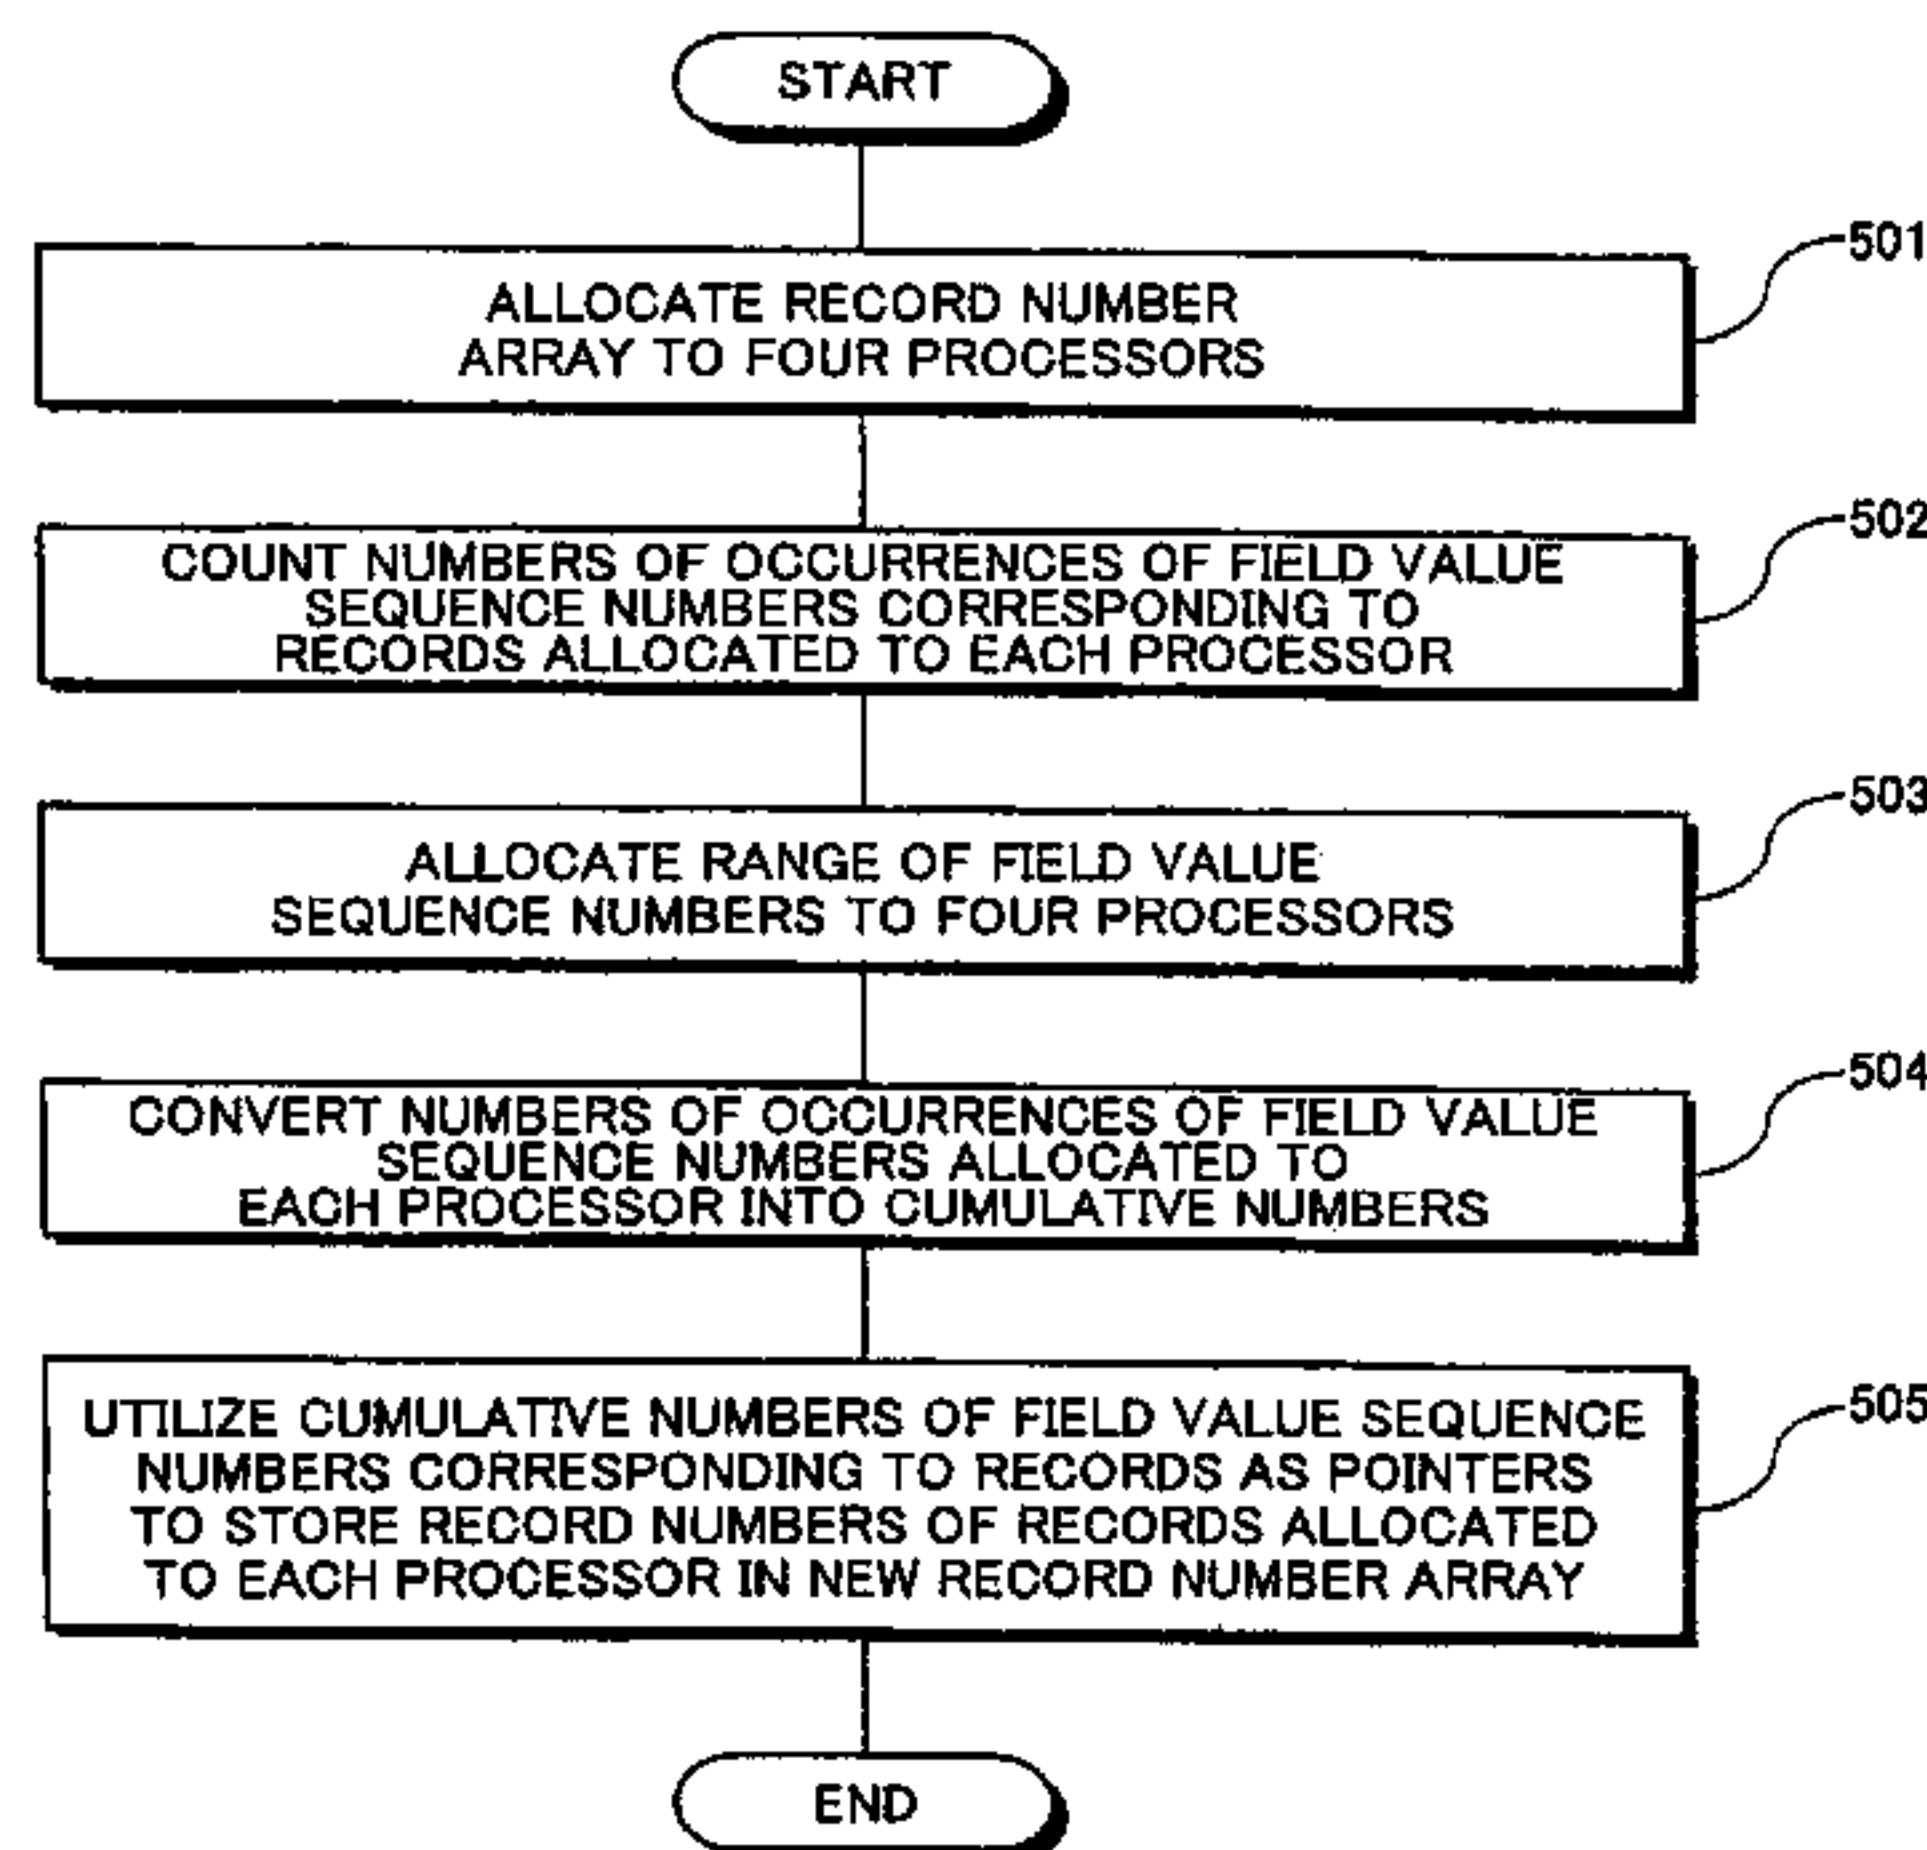 START
501
ALLOCATE RECORD NUMBER
ARRAY TO FOUR PROCESSORS
502
COUNT NUMBERS OF OCCURRENCES OF FIELD VALUE
SEQUENCE NUMBERS CORRESPONDING TO
RECORDS ALLOCATED TO EACH PROCESSOR
503
ALLOCATE RANGE OF FIELD VALUE
SEQUENCE NUMBERS TO FOUR PROCESSORS
504
CONVERT NUMBERS OF OCCURRENCES OF FIELD VALUE
SEQUENCE NUMBERS ALLOCATED TO
EACH PROCESSOR INTO CUMULATIVE NUMBERS
505
UTILIZE CUMULATIVE NUMBERS OF FIELD VALUE SEQUENCE
NUMBERS CORRESPONDING TO RECORDS AS POINTERS
TO STORE RECORD NUMBERS OF RECORDS ALLOCATED
TO EACH PROCESSOR IN NEW RECORD NUMBER ARRAY
END